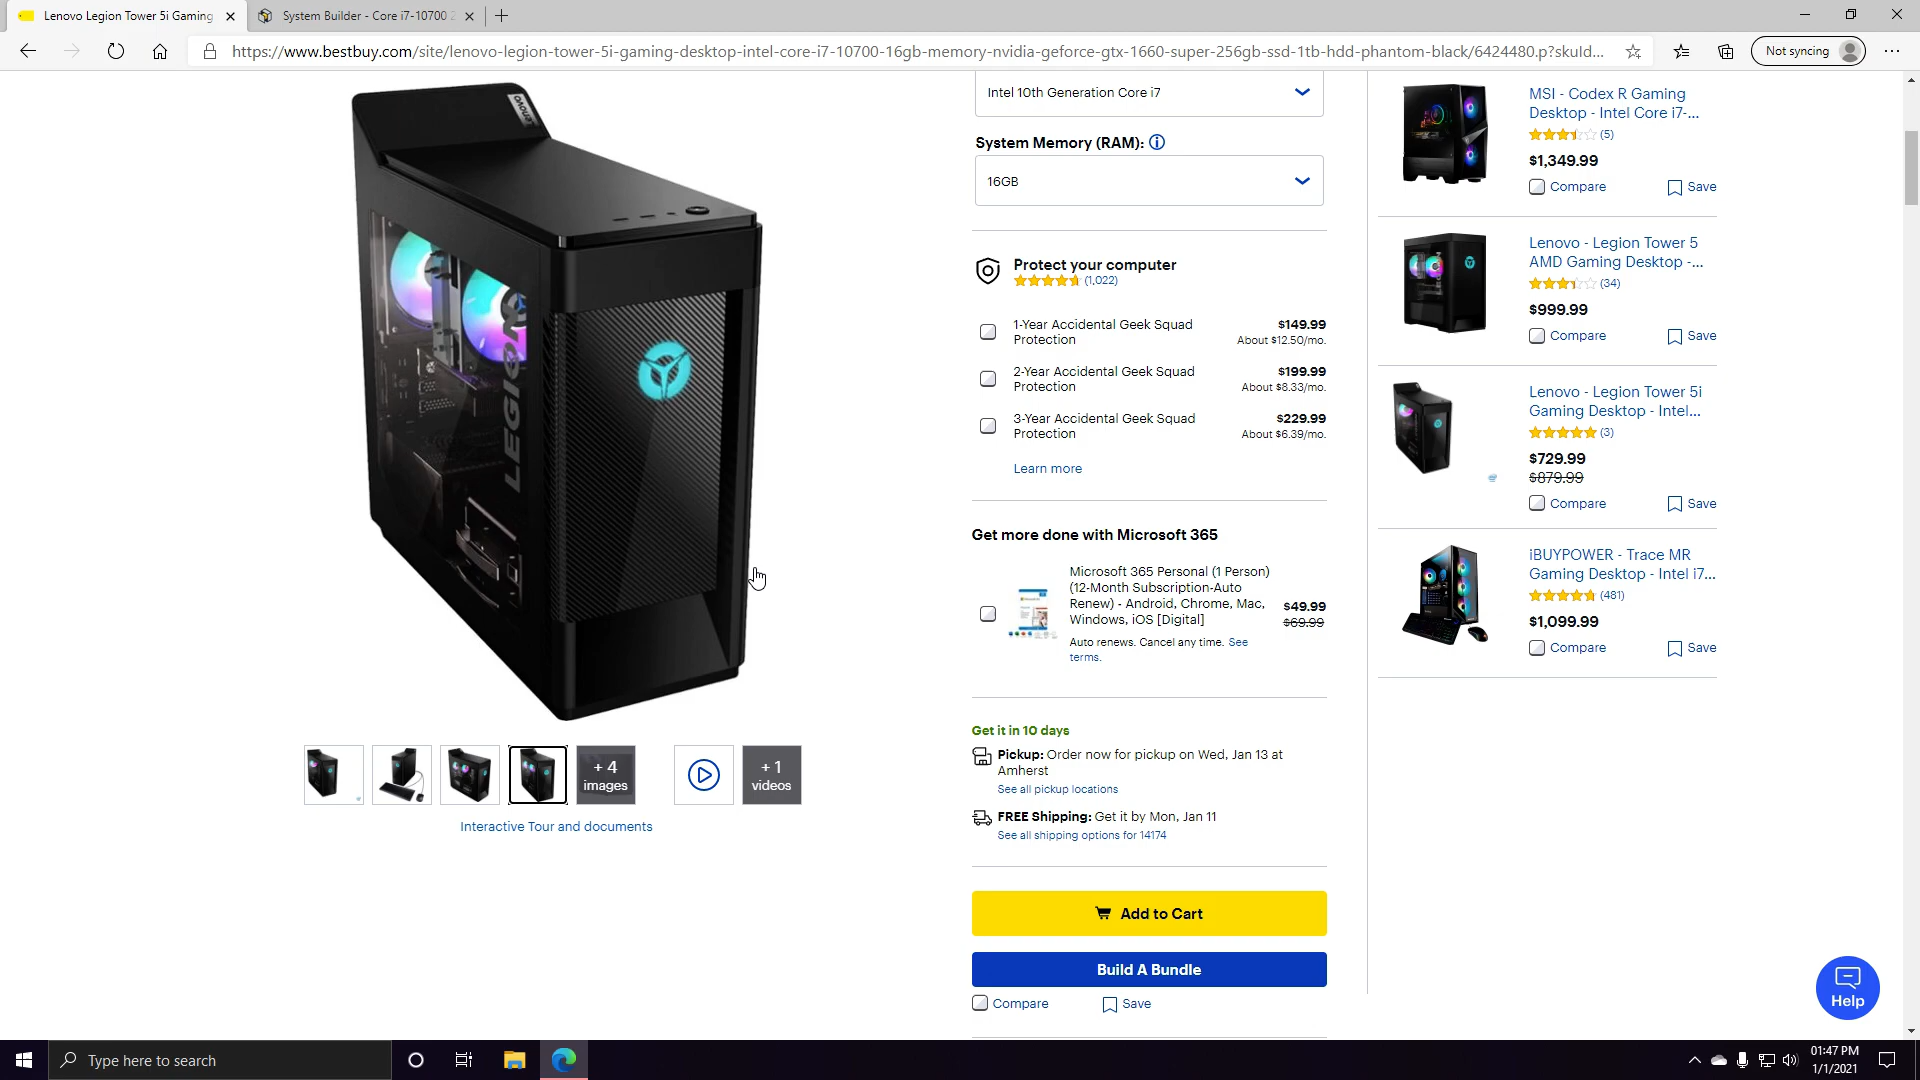 Lenovo Legion Tower 5i Gaming
System Builder - Core i7-10700 2
Not syncing
https://www.bestbuy.com/site/lenovo-legion-tower-5i-gaming-desktop-intel-core-i7-10700-16gb-memory-nvidia-geforce-gtx-1660-super-256gb-ssd-1tb-hdd-phantom-black/6424480.p?skuId...
Lenovo
LEGION
+ 4
images
+ 1
videos
Interactive Tour and documents
Intel 10th Generation Core i7
System Memory (RAM):
16GB
Protect your computer
(1,022)
1-Year Accidental Geek Squad
Protection
$149.99
About $12.50/mo.
2-Year Accidental Geek Squad
Protection
$199.99
About $8.33/mo.
3-Year Accidental Geek Squad
Protection
$229.99
About $6.39/mo.
Learn more
Get more done with Microsoft 365
Microsoft 365 Personal (1 Person)
(12-Month Subscription-Auto
Renew) - Android, Chrome, Mac,
Windows, iOS [Digital]
$49.99
$69.99
Auto renews. Cancel any time. See
terms.
Get it in 10 days
Pickup: Order now for pickup on Wed, Jan 13 at
Amherst
See all pickup locations
FREE Shipping: Get it by Mon, Jan 11
See all shipping options for 14174
Add to Cart
Build A Bundle
Compare
Save
MSI - Codex R Gaming
Desktop - Intel Core i7-...
(5)
$1,349.99
Compare
Save
Lenovo - Legion Tower 5
AMD Gaming Desktop -...
(34)
$999.99
Compare
Save
Lenovo - Legion Tower 5i
Gaming Desktop - Intel...
(3)
$729.99
$879.99
Compare
Save
iBUYPOWER - Trace MR
Gaming Desktop - Intel i7...
(481)
$1,099.99
Compare
Save
Help
Type here to search
01:47 PM
1/1/2021